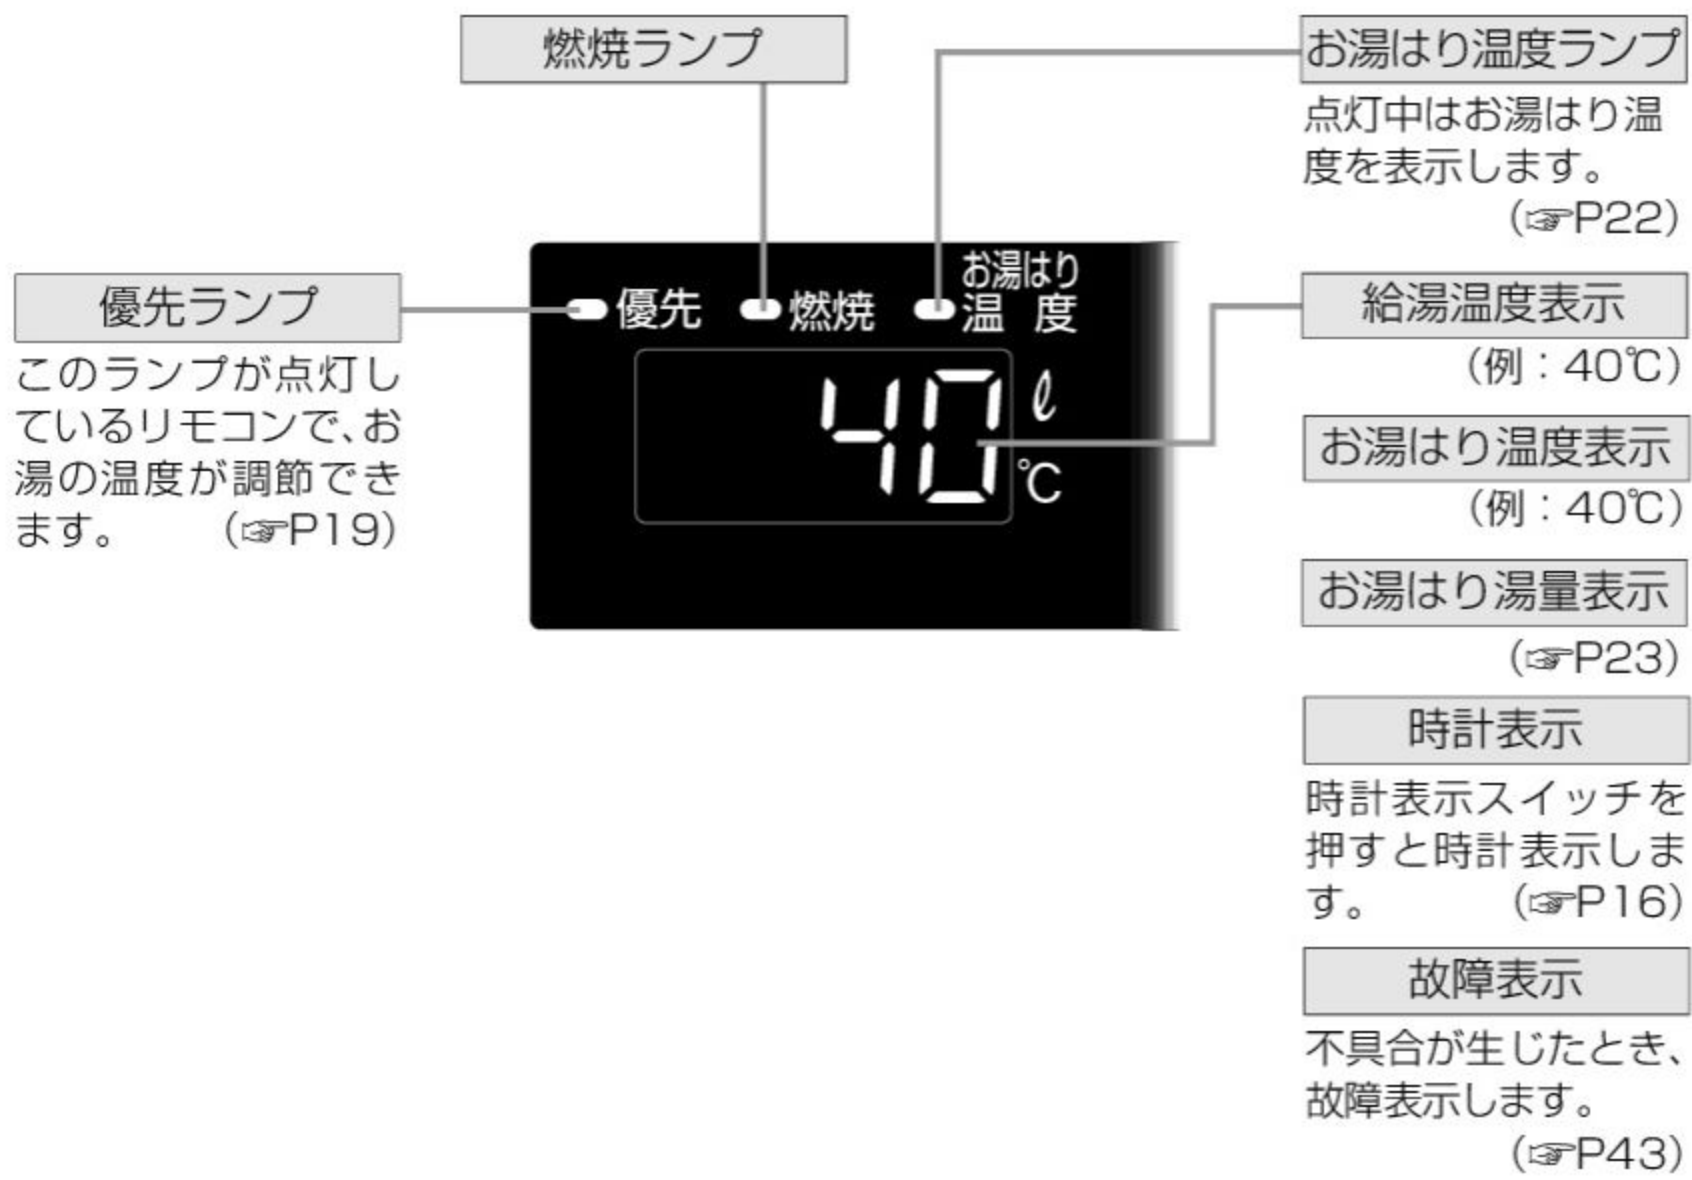 燃焼ランプ
お湯はり温度ランプ
点灯中はお湯はり温
度を表示します。
(☞P22)
優先ランプ
このランプが点灯し
ているリモコンで、お
湯の温度が調節でき
ます。 (☞P19)
お湯はり
優先 燃焼 温度
40 ℓ
℃
給湯温度表示
(例：40℃)
お湯はり温度表示
(例：40℃)
お湯はり湯量表示
(☞P23)
時計表示
時計表示スイッチを
押すと時計表示しま
す。 (☞P16)
故障表示
不具合が生じたとき、
故障表示します。
(☞P43)